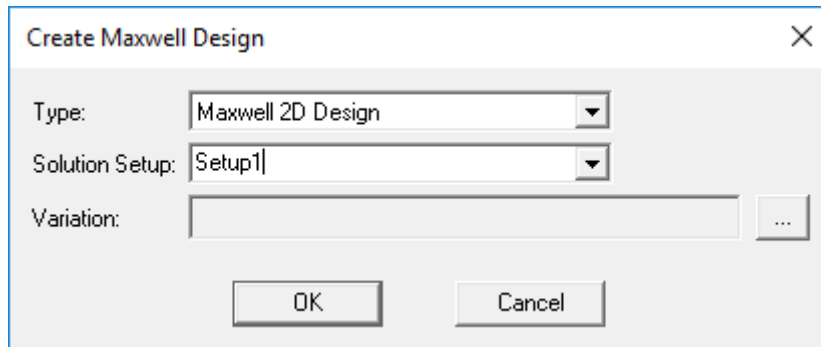 Create Maxwell Design
Type: Maxwell 2D Design
Solution Setup: Setup1
Variation: ...
OK Cancel